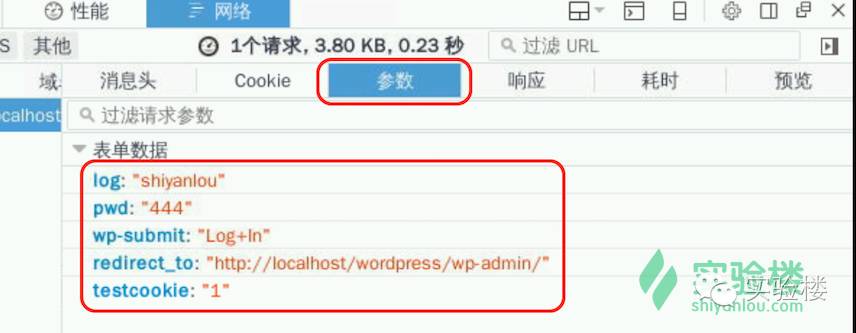 性能 网络
S 其他 1个请求, 3.80 KB, 0.23 秒 过滤 URL
域 消息头 Cookie 参数 响应 耗时 预览
ocalhost 过滤请求参数
表单数据
log: "shiyanlou"
pwd: "444"
wp-submit: "Log+In"
redirect_to: "http://localhost/wordpress/wp-admin/"
testcookie: "1"
实验楼
shiyanlou.com
实验楼